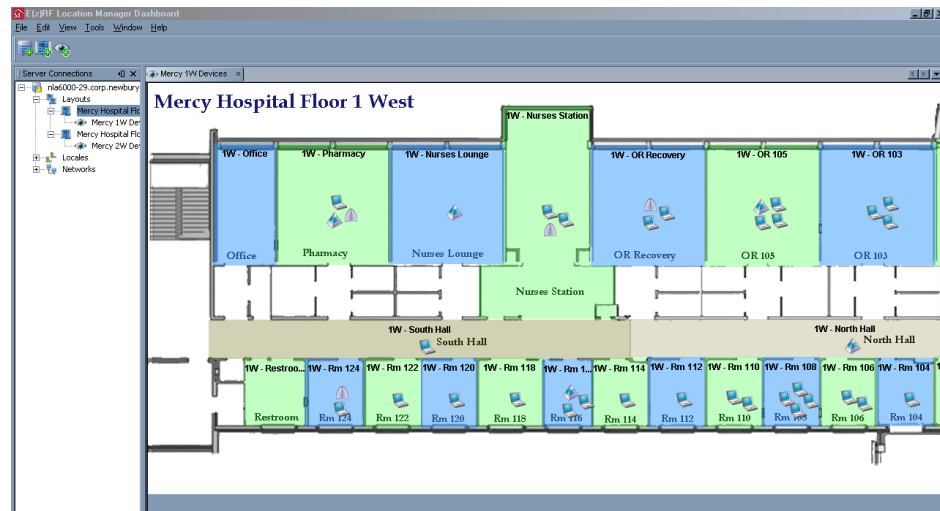 E(z)RF Location Manager Dashboard
File Edit View Tools Window Help
Server Connections
Mercy 1W Devices
nla6000-29.corp.newbury
Layouts
Mercy Hospital Flo
Mercy 1W De
Mercy Hospital Flo
Mercy 2W De
Locales
Networks
Mercy Hospital Floor 1 West
1W - Nurses Station
1W - Office
1W - Pharmacy
1W - Nurses Lounge
1W - OR Recovery
1W - OR 105
1W - OR 103
Office
Pharmacy
Nurses Lounge
OR Recovery
OR 105
OR 103
Nurses Station
1W - South Hall
1W - North Hall
South Hall
North Hall
1W - Restroo...
1W - Rm 124
1W - Rm 122
1W - Rm 120
1W - Rm 118
1W - Rm 1...
1W - Rm 114
1W - Rm 112
1W - Rm 110
1W - Rm 108
1W - Rm 106
1W - Rm 104
Restroom
Rm 124
Rm 122
Rm 120
Rm 118
Rm 116
Rm 114
Rm 112
Rm 110
Rm 108
Rm 106
Rm 104